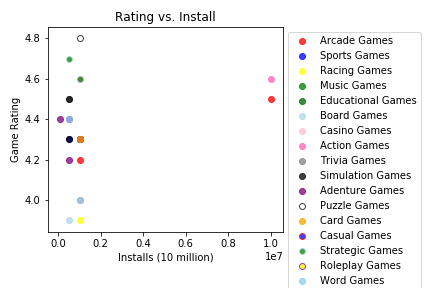 Rating vs. Install
Game Rating
4.8
4.6
4.4
4.2
4.0
0.0
0.2
0.4
0.6
0.8
1.0
1e7
Installs (10 million)
Arcade Games
Sports Games
Racing Games
Music Games
Educational Games
Board Games
Casino Games
Action Games
Trivia Games
Simulation Games
Adenture Games
Puzzle Games
Card Games
Casual Games
Strategic Games
Roleplay Games
Word Games